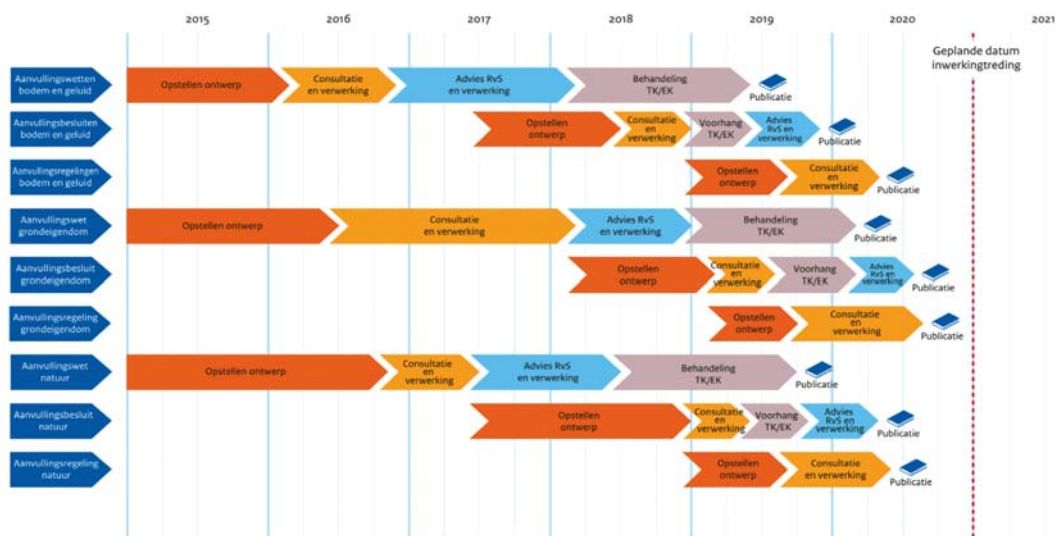 2015 2016 2017 2018 2019 2020 2021
Geplande datum
inwerkingtreding
Aanvullingswetten
bodem en geluid
Opstellen ontwerp
Consultatie
en verwerking
Advies RvS
en verwerking
Behandeling
TK/EK
Publicatie
Aanvullingsbesluiten
bodem en geluid
Opstellen
ontwerp
Consultatie
en
verwerking
Voorhang
TK/EK
Advies
RvS en
verwerking
Publicatie
Aanvullingsregelingen
bodem en geluid
Opstellen
ontwerp
Consultatie
en
verwerking
Publicatie
Aanvullingswet
grondeigendom
Opstellen ontwerp
Consultatie
en verwerking
Advies RvS
en verwerking
Behandeling
TK/EK
Publicatie
Aanvullingsbesluit
grondeigendom
Opstellen
ontwerp
Consultatie
en
verwerking
Voorhang
TK/EK
Advies
RvS en
verwerking
Publicatie
Aanvullingsregeling
grondeigendom
Opstellen
ontwerp
Consultatie
en
verwerking
Publicatie
Aanvullingswet
natuur
Opstellen ontwerp
Consultatie
en
verwerking
Advies RvS
en verwerking
Behandeling
TK/EK
Publicatie
Aanvullingsbesluit
natuur
Opstellen
ontwerp
Consultatie
en
verwerking
Voorhang
TK/EK
Advies
RvS en
verwerking
Publicatie
Aanvullingsregeling
natuur
Opstellen
ontwerp
Consultatie
en verwerking
Publicatie